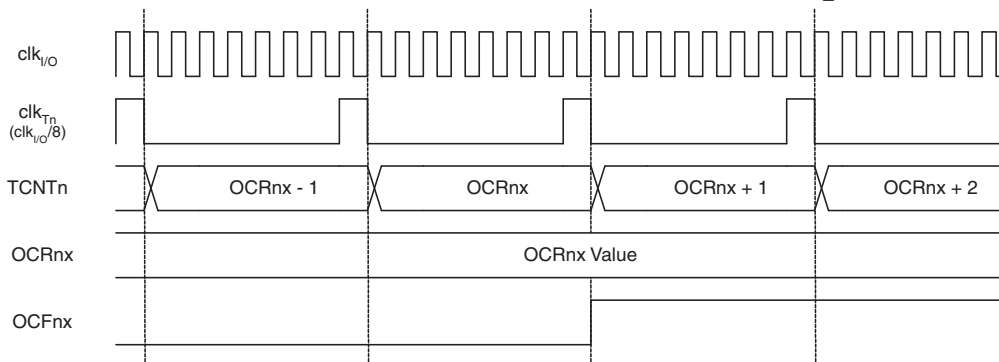 clkI/O
clkTn
(clkI/O/8)
TCNTn OCRnx - 1 OCRnx OCRnx + 1 OCRnx + 2
OCRnx OCRnx Value
OCFnx